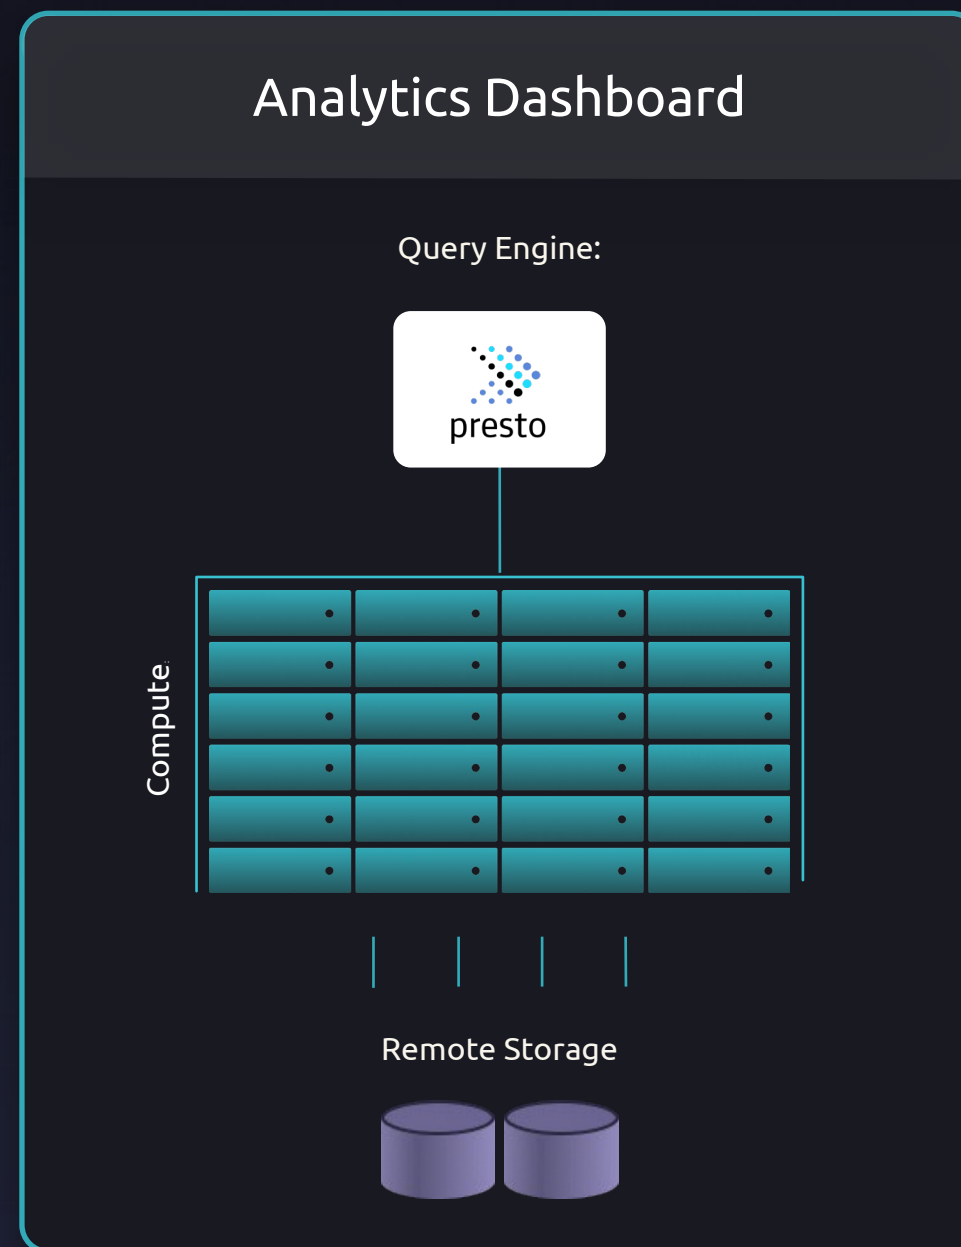 Analytics Dashboard
Query Engine:
presto
Compute:
Remote Storage